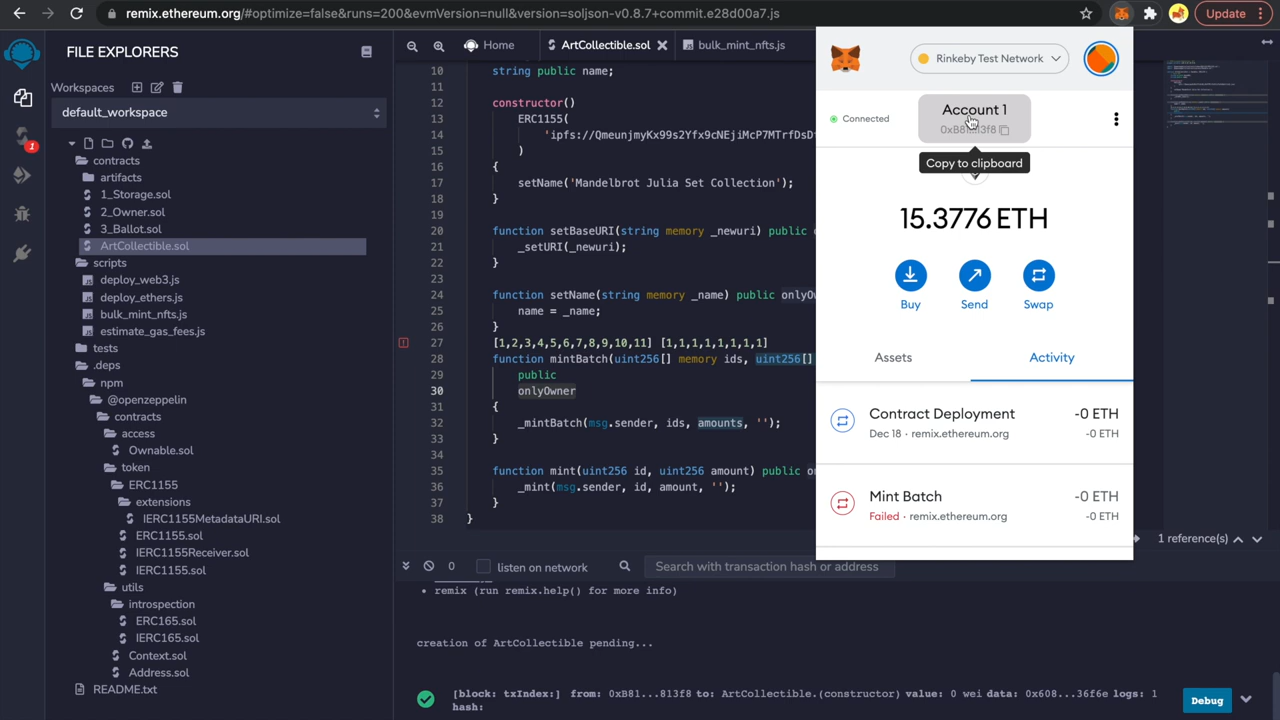 remix.ethereum.org/#optimize=false&runs=200&evmVersion=null&version=soljson-v0.8.7+commit.e28d00a7.js
Update
FILE EXPLORERS
Workspaces
default_workspace
contracts
artifacts
1_Storage.sol
2_Owner.sol
3_Ballot.sol
ArtCollectible.sol
scripts
deploy_web3.js
deploy_ethers.js
bulk_mint_nfts.js
estimate_gas_fees.js
tests
.deps
npm
@openzeppelin
contracts
access
Ownable.sol
token
ERC1155
extensions
IERC1155MetadataURI.sol
ERC1155.sol
IERC1155Receiver.sol
IERC1155.sol
utils
introspection
ERC165.sol
IERC165.sol
Context.sol
Address.sol
README.txt
1
Home
ArtCollectible.sol
bulk_mint_nfts.js
10 string public name;
11
12 constructor()
13 ERC1155(
14 'ipfs://QmeunjmyKx99s2Yfx9cNEjiMcP7MTrfDsDt
15 )
16 {
17 setName('Mandelbrot Julia Set Collection');
18 }
19
20 function setBaseURI(string memory _newuri) public
21 _setURI(_newuri);
22 }
23
24 function setName(string memory _name) public onlyOw
25 name = _name;
26 }
27 [1,2,3,4,5,6,7,8,9,10,11] [1,1,1,1,1,1,1,1]
28 function mintBatch(uint256[] memory ids, uint256[]
29 public
30 onlyOwner
31 {
32 _mintBatch(msg.sender, ids, amounts, '');
33 }
34
35 function mint(uint256 id, uint256 amount) public
36 _mint(msg.sender, id, amount, '');
37 }
38 }
Rinkeby Test Network
Connected
Account 1
0xB81...13f8
Copy to clipboard
15.3776 ETH
Buy
Send
Swap
Assets
Activity
Contract Deployment -0 ETH
Dec 18 · remix.ethereum.org -0 ETH
Mint Batch -0 ETH
Failed · remix.ethereum.org -0 ETH
1 reference(s)
0
listen on network
Search with transaction hash or address
• remix (run remix.help() for more info)
creation of ArtCollectible pending...
[block: txIndex:] from: 0xB81...813f8 to: ArtCollectible.(constructor) value: 0 wei data: 0x608...36f6e logs: 1
hash:
Debug